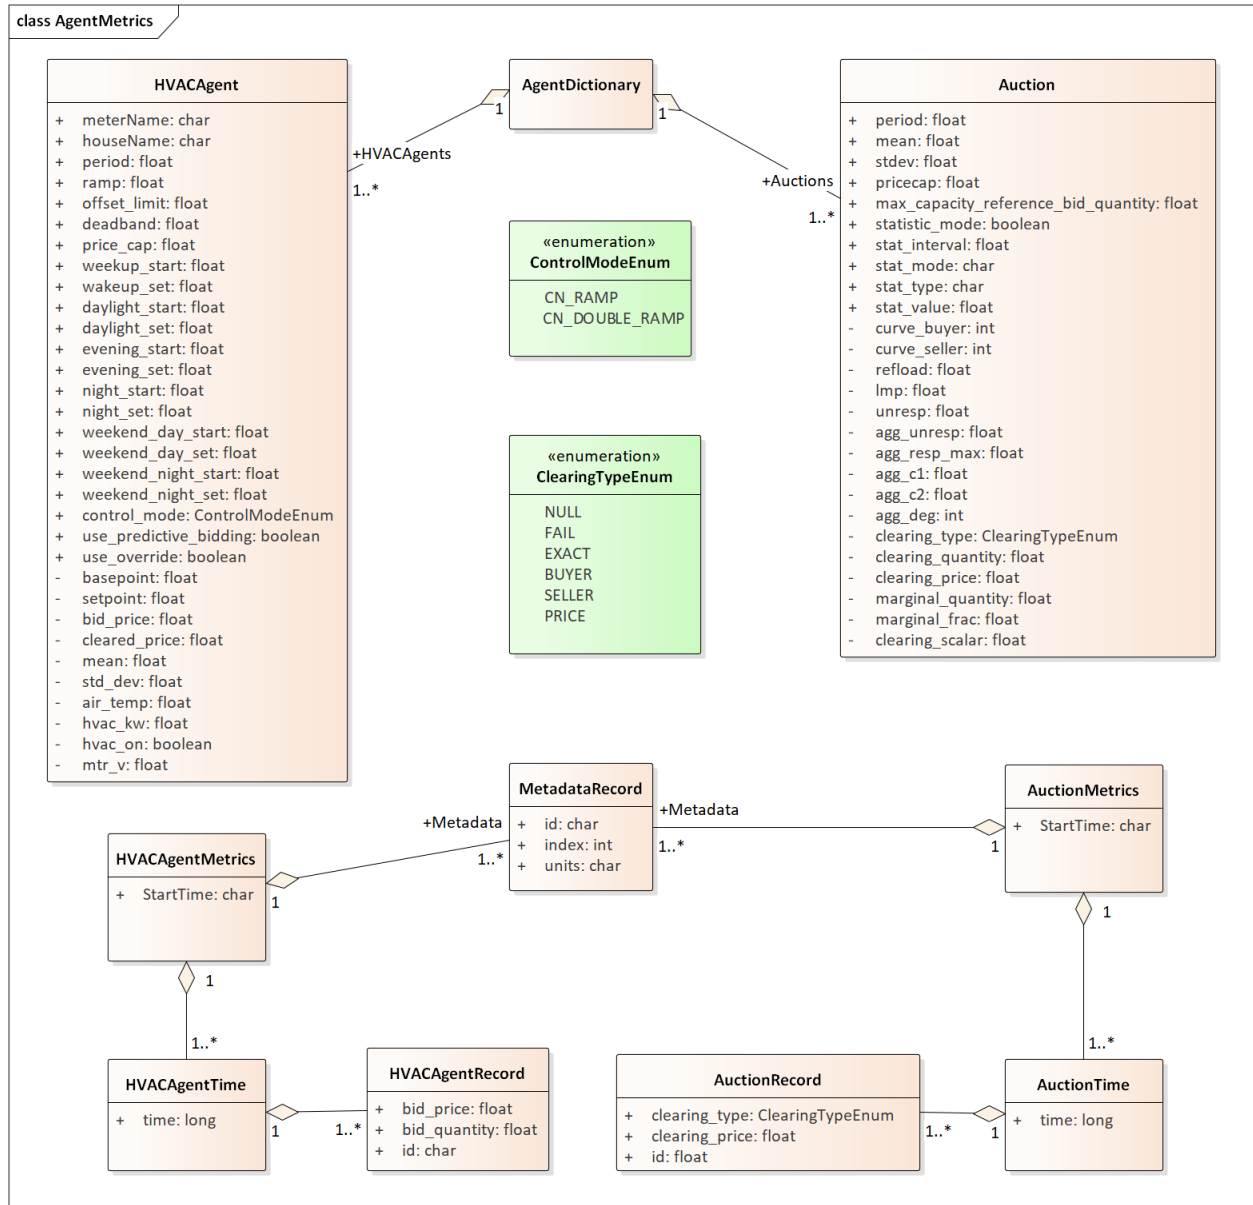 class AgentMetrics
HVACAgent
+ meterName: char
+ houseName: char
+ period: float
+ ramp: float
+ offset_limit: float
+ deadband: float
+ price_cap: float
+ weekup_start: float
+ wakeup_set: float
+ daylight_start: float
+ daylight_set: float
+ evening_start: float
+ evening_set: float
+ night_start: float
+ night_set: float
+ weekend_day_start: float
+ weekend_day_set: float
+ weekend_night_start: float
+ weekend_night_set: float
+ control_mode: ControlModeEnum
+ use_predictive_bidding: boolean
+ use_override: boolean
- basepoint: float
- setpoint: float
- bid_price: float
- cleared_price: float
- mean: float
- std_dev: float
- air_temp: float
- hvac_kw: float
- hvac_on: boolean
- mtr_v: float
AgentDictionary
1
1
+HVACAgents
1..*
+Auctions
1..*
«enumeration»
ControlModeEnum
CN_RAMP
CN_DOUBLE_RAMP
«enumeration»
ClearingTypeEnum
NULL
FAIL
EXACT
BUYER
SELLER
PRICE
Auction
+ period: float
+ mean: float
+ stdev: float
+ pricecap: float
+ max_capacity_reference_bid_quantity: float
+ statistic_mode: boolean
+ stat_interval: float
+ stat_mode: char
+ stat_type: char
+ stat_value: float
- curve_buyer: int
- curve_seller: int
- refload: float
- lmp: float
- unresp: float
- agg_unresp: float
- agg_resp_max: float
- agg_c1: float
- agg_c2: float
- agg_deg: int
- clearing_type: ClearingTypeEnum
- clearing_quantity: float
- clearing_price: float
- marginal_quantity: float
- marginal_frac: float
- clearing_scalar: float
MetadataRecord
+ id: char
+ index: int
+ units: char
+Metadata
1..*
+Metadata
1..*
AuctionMetrics
+ StartTime: char
1
1
HVACAgentMetrics
+ StartTime: char
1
1
1..*
1..*
HVACAgentTime
+ time: long
1
1..*
HVACAgentRecord
+ bid_price: float
+ bid_quantity: float
+ id: char
AuctionRecord
+ clearing_type: ClearingTypeEnum
+ clearing_price: float
+ id: float
1..*
1
AuctionTime
+ time: long